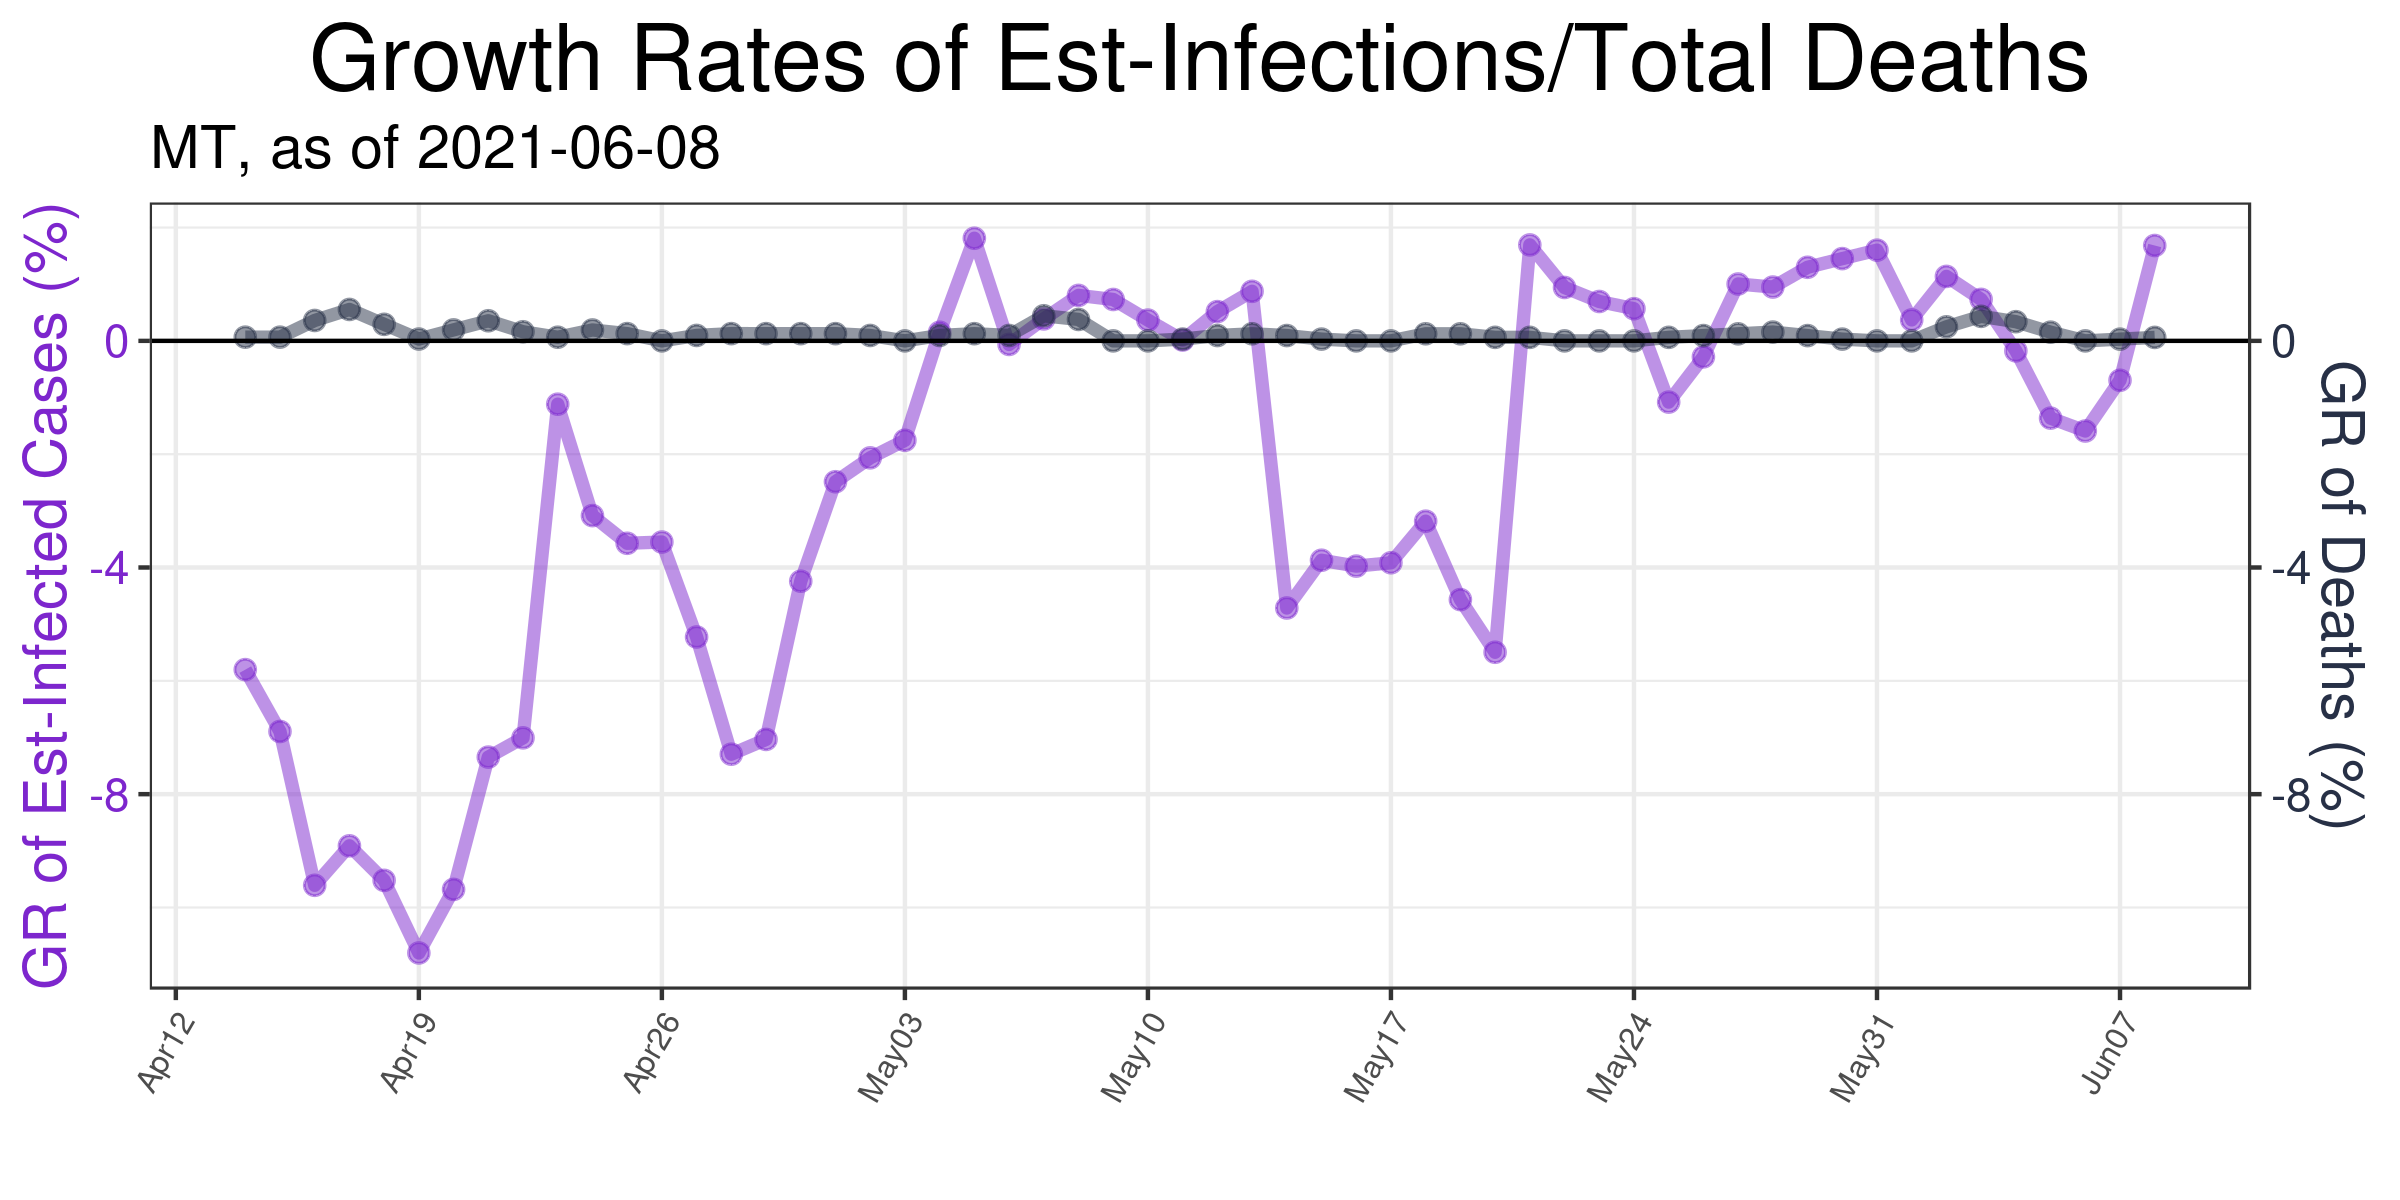 Growth Rates of Est-Infections/Total Deaths
MT, as of 2021-06-08
GR of Est-Infected Cases (%)
0
-4
-8
0
-4
-8
GR of Deaths (%)
Apr12
Apr19
Apr26
May03
May10
May17
May24
May31
Jun07